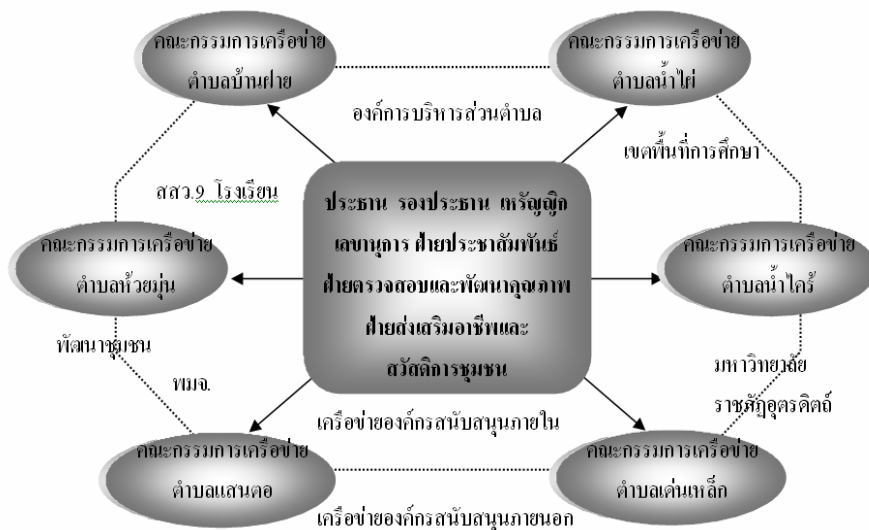 คณะกรรมการเครือข่าย
ตำบลบ้านฝาย
คณะกรรมการเครือข่าย
ตำบลน้ำไผ่
องค์การบริหารส่วนตำบล
เขตพื้นที่การศึกษา
สสว.9 โรงเรียน
ประธาน รองประธาน เหรัญญิก
เลขานุการ ฝ่ายประชาสัมพันธ์
ฝ่ายตรวจสอบและพัฒนาคุณภาพ
ฝ่ายส่งเสริมอาชีพและ
สวัสดิการชุมชน
คณะกรรมการเครือข่าย
ตำบลห้วยมุ่น
คณะกรรมการเครือข่าย
ตำบลน้ำไคร้
พัฒนาชุมชน
พมจ.
มหาวิทยาลัย
ราชภัฏอุตรดิตถ์
เครือข่ายองค์กรสนับสนุนภายใน
คณะกรรมการเครือข่าย
ตำบลแสนตอ
คณะกรรมการเครือข่าย
ตำบลเด่นเหล็ก
เครือข่ายองค์กรสนับสนุนภายนอก